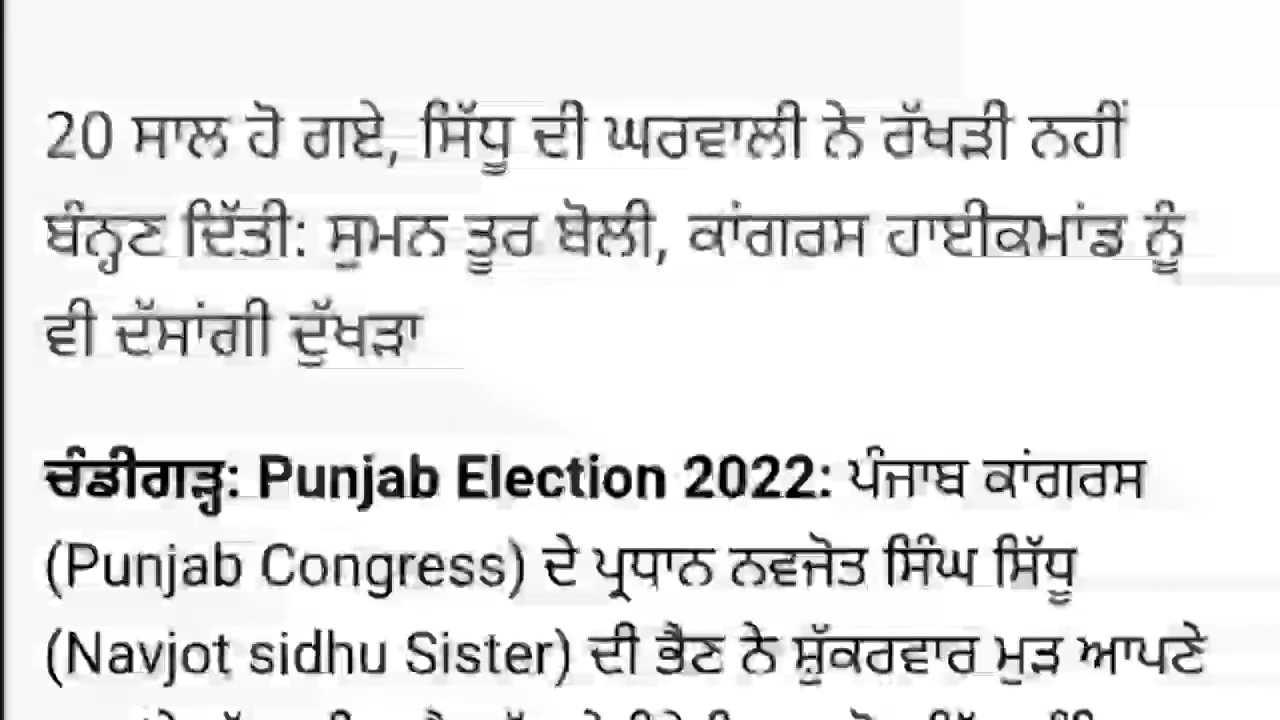 20 ਸਾਲ ਹੋ ਗਏ, ਸਿੱਧੂ ਦੀ ਘਰਵਾਲੀ ਨੇ ਰੱਖੜੀ ਨਹੀਂ
ਬੰਨ੍ਹਣ ਦਿੱਤੀ: ਸੁਮਨ ਤੂਰ ਬੋਲੀ, ਕਾਂਗਰਸ ਹਾਈਕਮਾਂਡ ਨੂੰ
ਵੀ ਦੱਸਾਂਗੀ ਦੁੱਖੜਾ
ਚੰਡੀਗੜ੍ਹ: Punjab Election 2022: ਪੰਜਾਬ ਕਾਂਗਰਸ
(Punjab Congress) ਦੇ ਪ੍ਰਧਾਨ ਨਵਜੋਤ ਸਿੰਘ ਸਿੱਧੂ
(Navjot sidhu Sister) ਦੀ ਭੈਣ ਨੇ ਸ਼ੁੱਕਰਵਾਰ ਮੁੜ ਆਪਣੇ